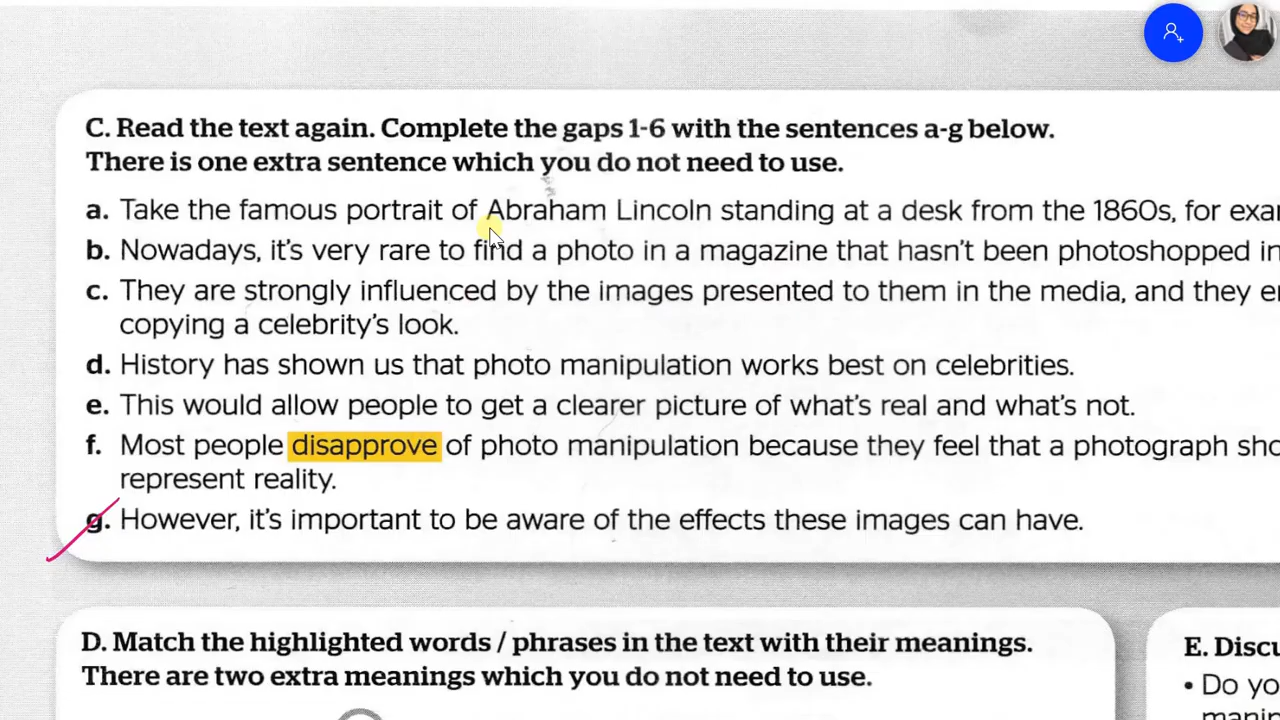 C. Read the text again. Complete the gaps 1-6 with the sentences a-g below.
There is one extra sentence which you do not need to use.
a. Take the famous portrait of Abraham Lincoln standing at a desk from the 1860s, for
b. Nowadays, it's very rare to find a photo in a magazine that hasn't been photoshopped
c. They are strongly influenced by the images presented to them in the media, and they
copying a celebrity's look.
d. History has shown us that photo manipulation works best on celebrities.
e. This would allow people to get a clearer picture of what's real and what's not.
f. Most people disapprove of photo manipulation because they feel that a photograph
represent reality.
g. However, it's important to be aware of the effects these images can have.
D. Match the highlighted words / phrases in the text with their meanings.
There are two extra meanings which you do not need to use.
E.
• Do